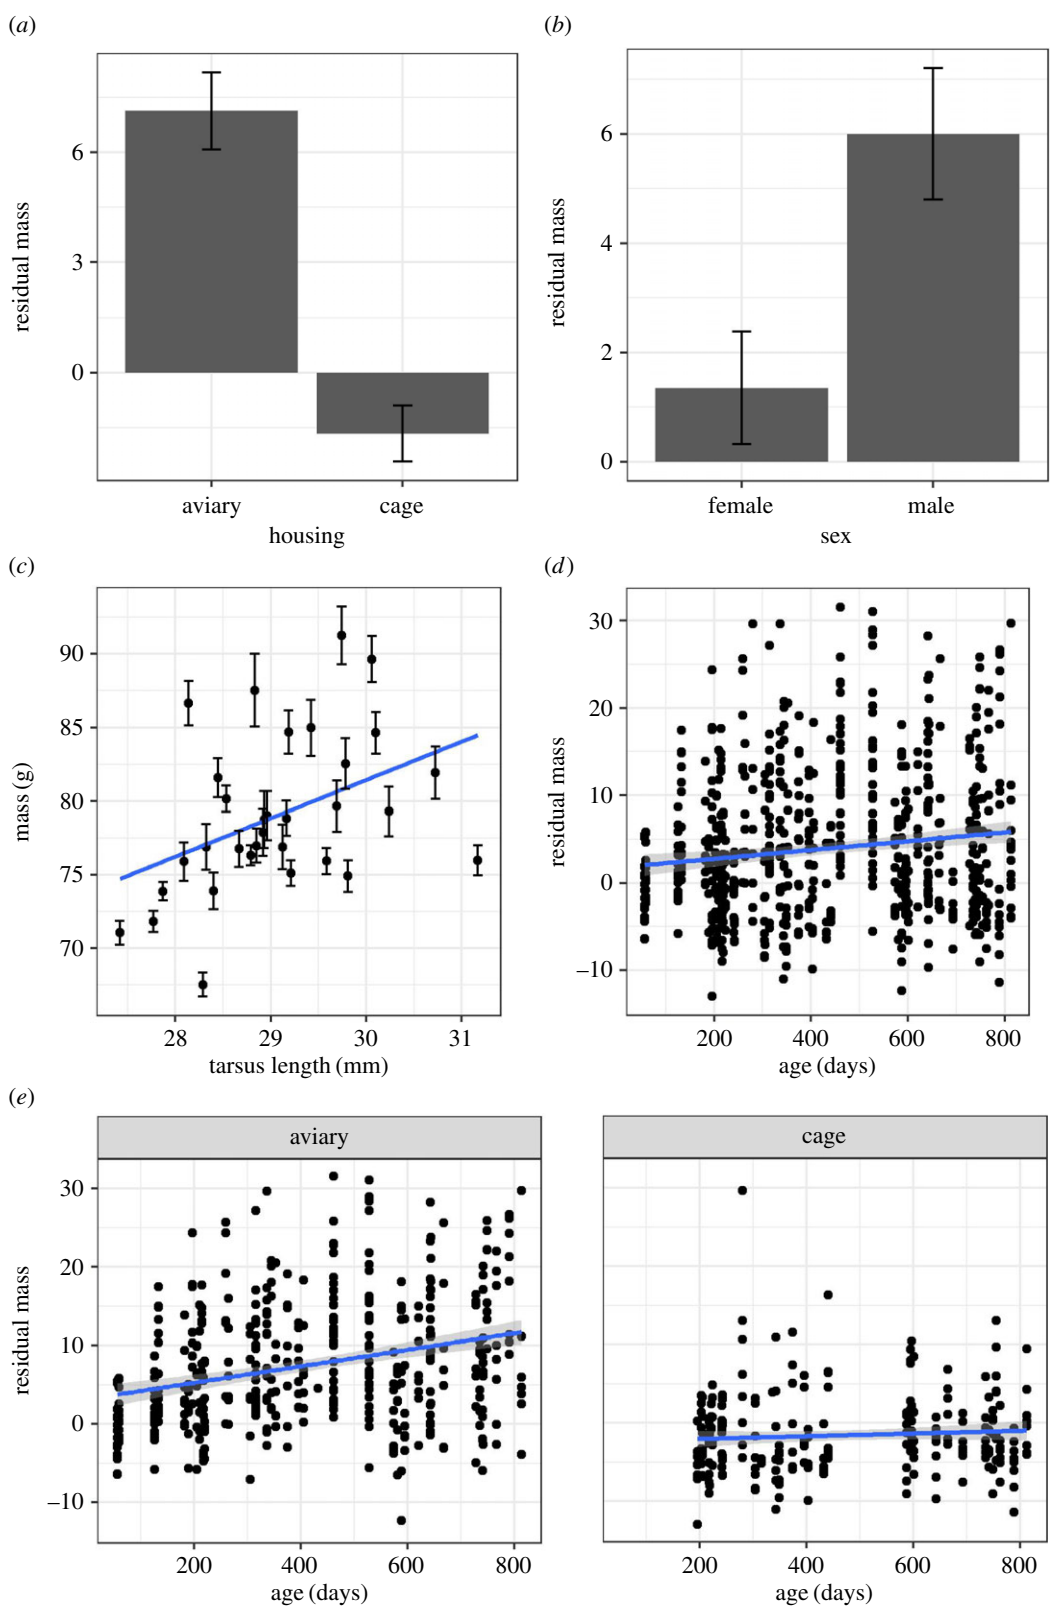 (a)
residual mass
6
3
0
aviary cage
housing
(b)
residual mass
6
4
2
0
female male
sex
(c)
mass (g)
90
85
80
75
70
28 29 30 31
tarsus length (mm)
(d)
residual mass
30
20
10
0
–10
200 400 600 800
age (days)
(e)
aviary
residual mass
30
20
10
0
–10
200 400 600 800
age (days)
cage
200 400 600 800
age (days)